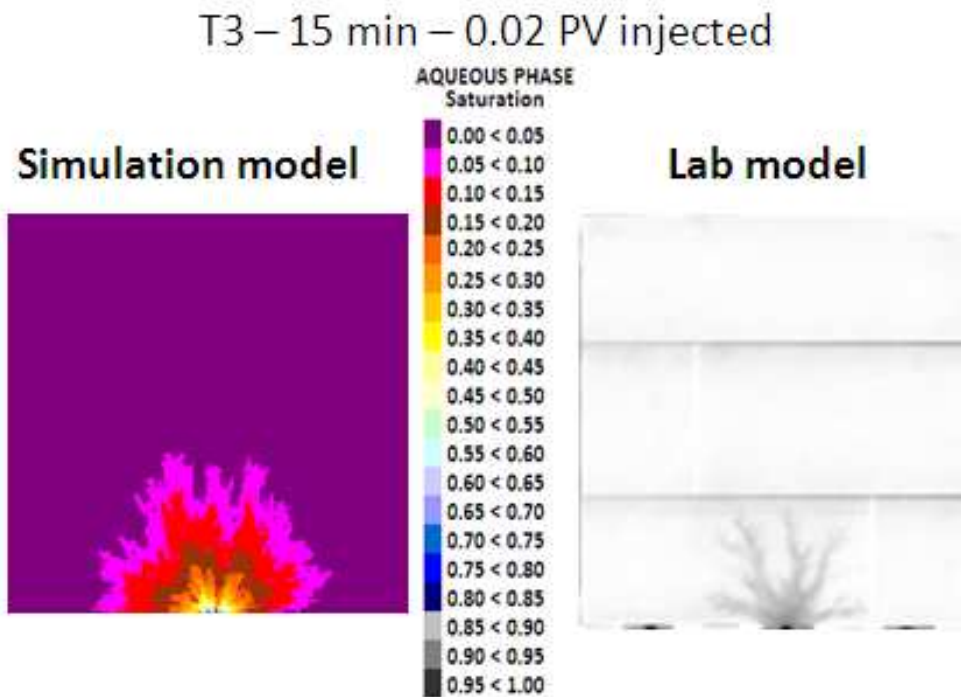 T3 – 15 min – 0.02 PV injected
AQUEOUS PHASE
Saturation
Simulation model
Lab model
0.00 < 0.05
0.05 < 0.10
0.10 < 0.15
0.15 < 0.20
0.20 < 0.25
0.25 < 0.30
0.30 < 0.35
0.35 < 0.40
0.40 < 0.45
0.45 < 0.50
0.50 < 0.55
0.55 < 0.60
0.60 < 0.65
0.65 < 0.70
0.70 < 0.75
0.75 < 0.80
0.80 < 0.85
0.85 < 0.90
0.90 < 0.95
0.95 < 1.00